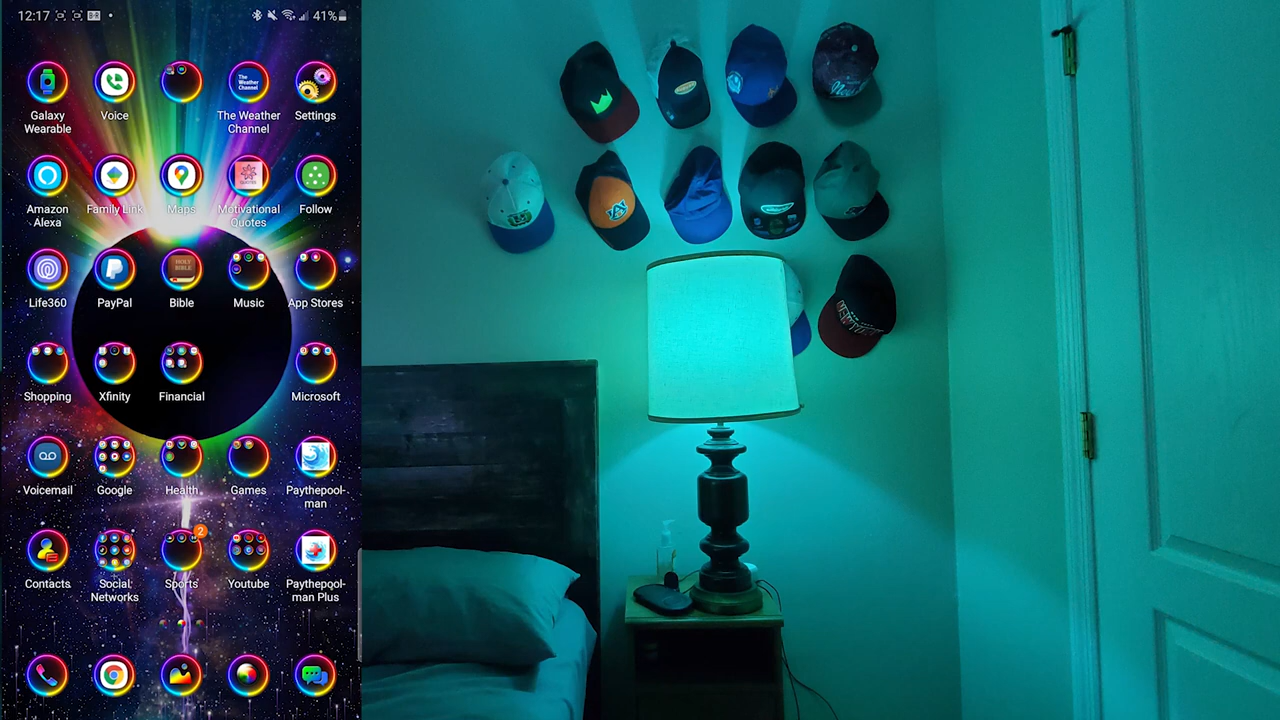 12:17
41%
The
Weather
Channel
Galaxy
Wearable
Voice
The Weather
Channel
Settings
QUOTES
Amazon
Alexa
Family Link
Maps
Motivational
Quotes
Follow
HOLY
BIBLE
Life360
PayPal
Bible
Music
App Stores
Shopping
Xfinity
Financial
Microsoft
Voicemail
Google
Health
Games
Paythepool-
man
2
Contacts
Social
Networks
Sports
Youtube
Paythepool-
man Plus